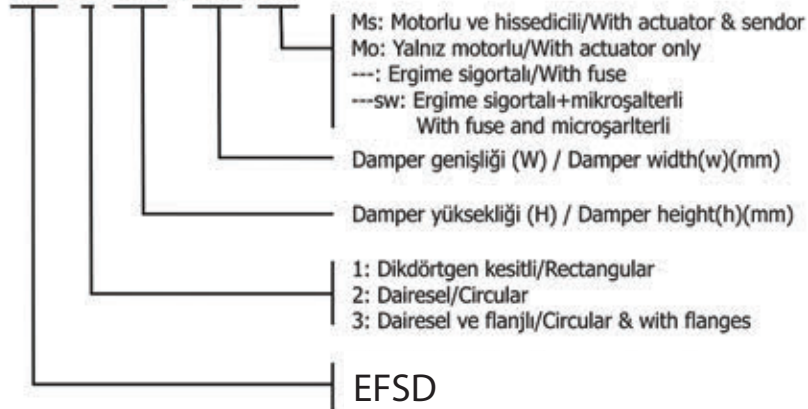 Ms: Motorlu ve hissedicili/With actuator & sendor
Mo: Yalnız motorlu/With actuator only
---: Ergime sigortalı/With fuse
---sw: Ergime sigortalı+mikroşalterli
With fuse and microşarlterli
Damper genişliği (W) / Damper width(w)(mm)
Damper yüksekliği (H) / Damper height(h)(mm)
1: Dikdörtgen kesitli/Rectangular
2: Dairesel/Circular
3: Dairesel ve flanjlı/Circular & with flanges
EFSD